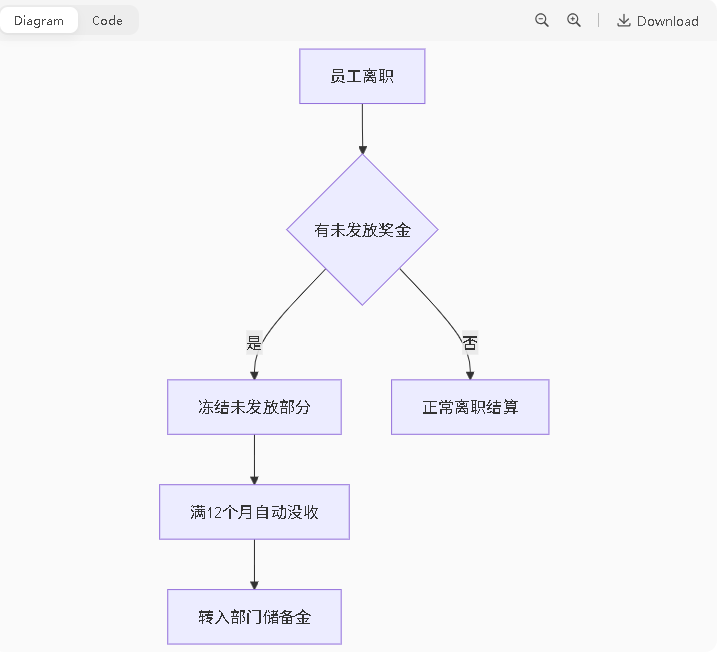 Diagram
Code
Download
员工离职
有未发放奖金
是
否
冻结未发放部分
正常离职结算
满12个月自动没收
转入部门储备金